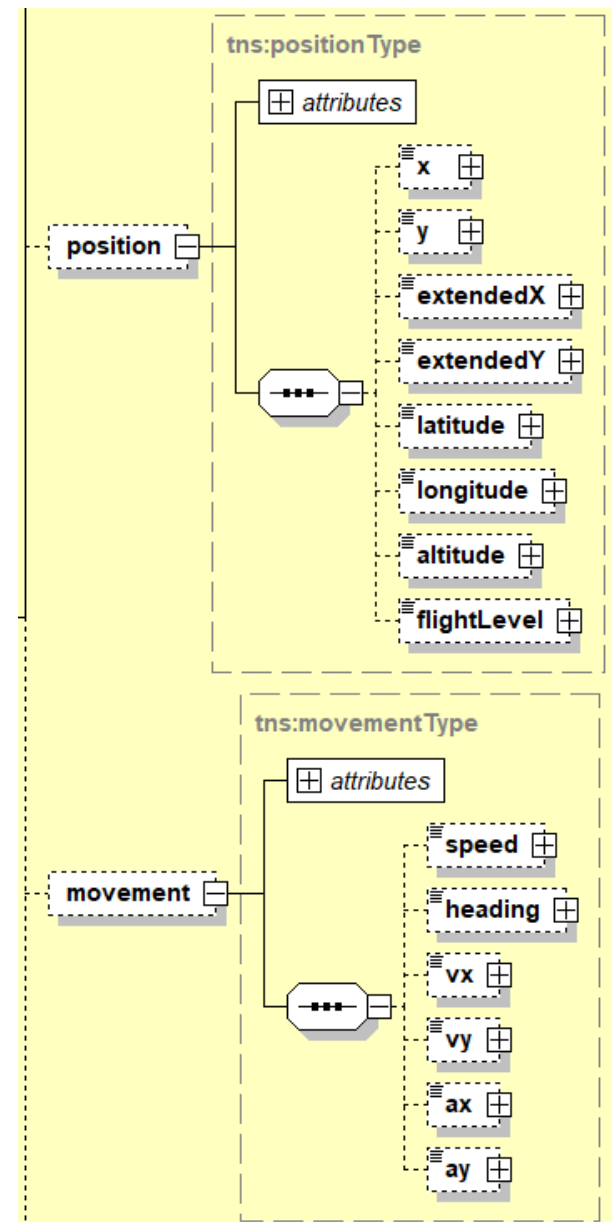 tns:positionType
attributes
x
y
position
extendedX
extendedY
latitude
longitude
altitude
flightLevel
tns:movementType
attributes
speed
movement
heading
vx
vy
ax
ay